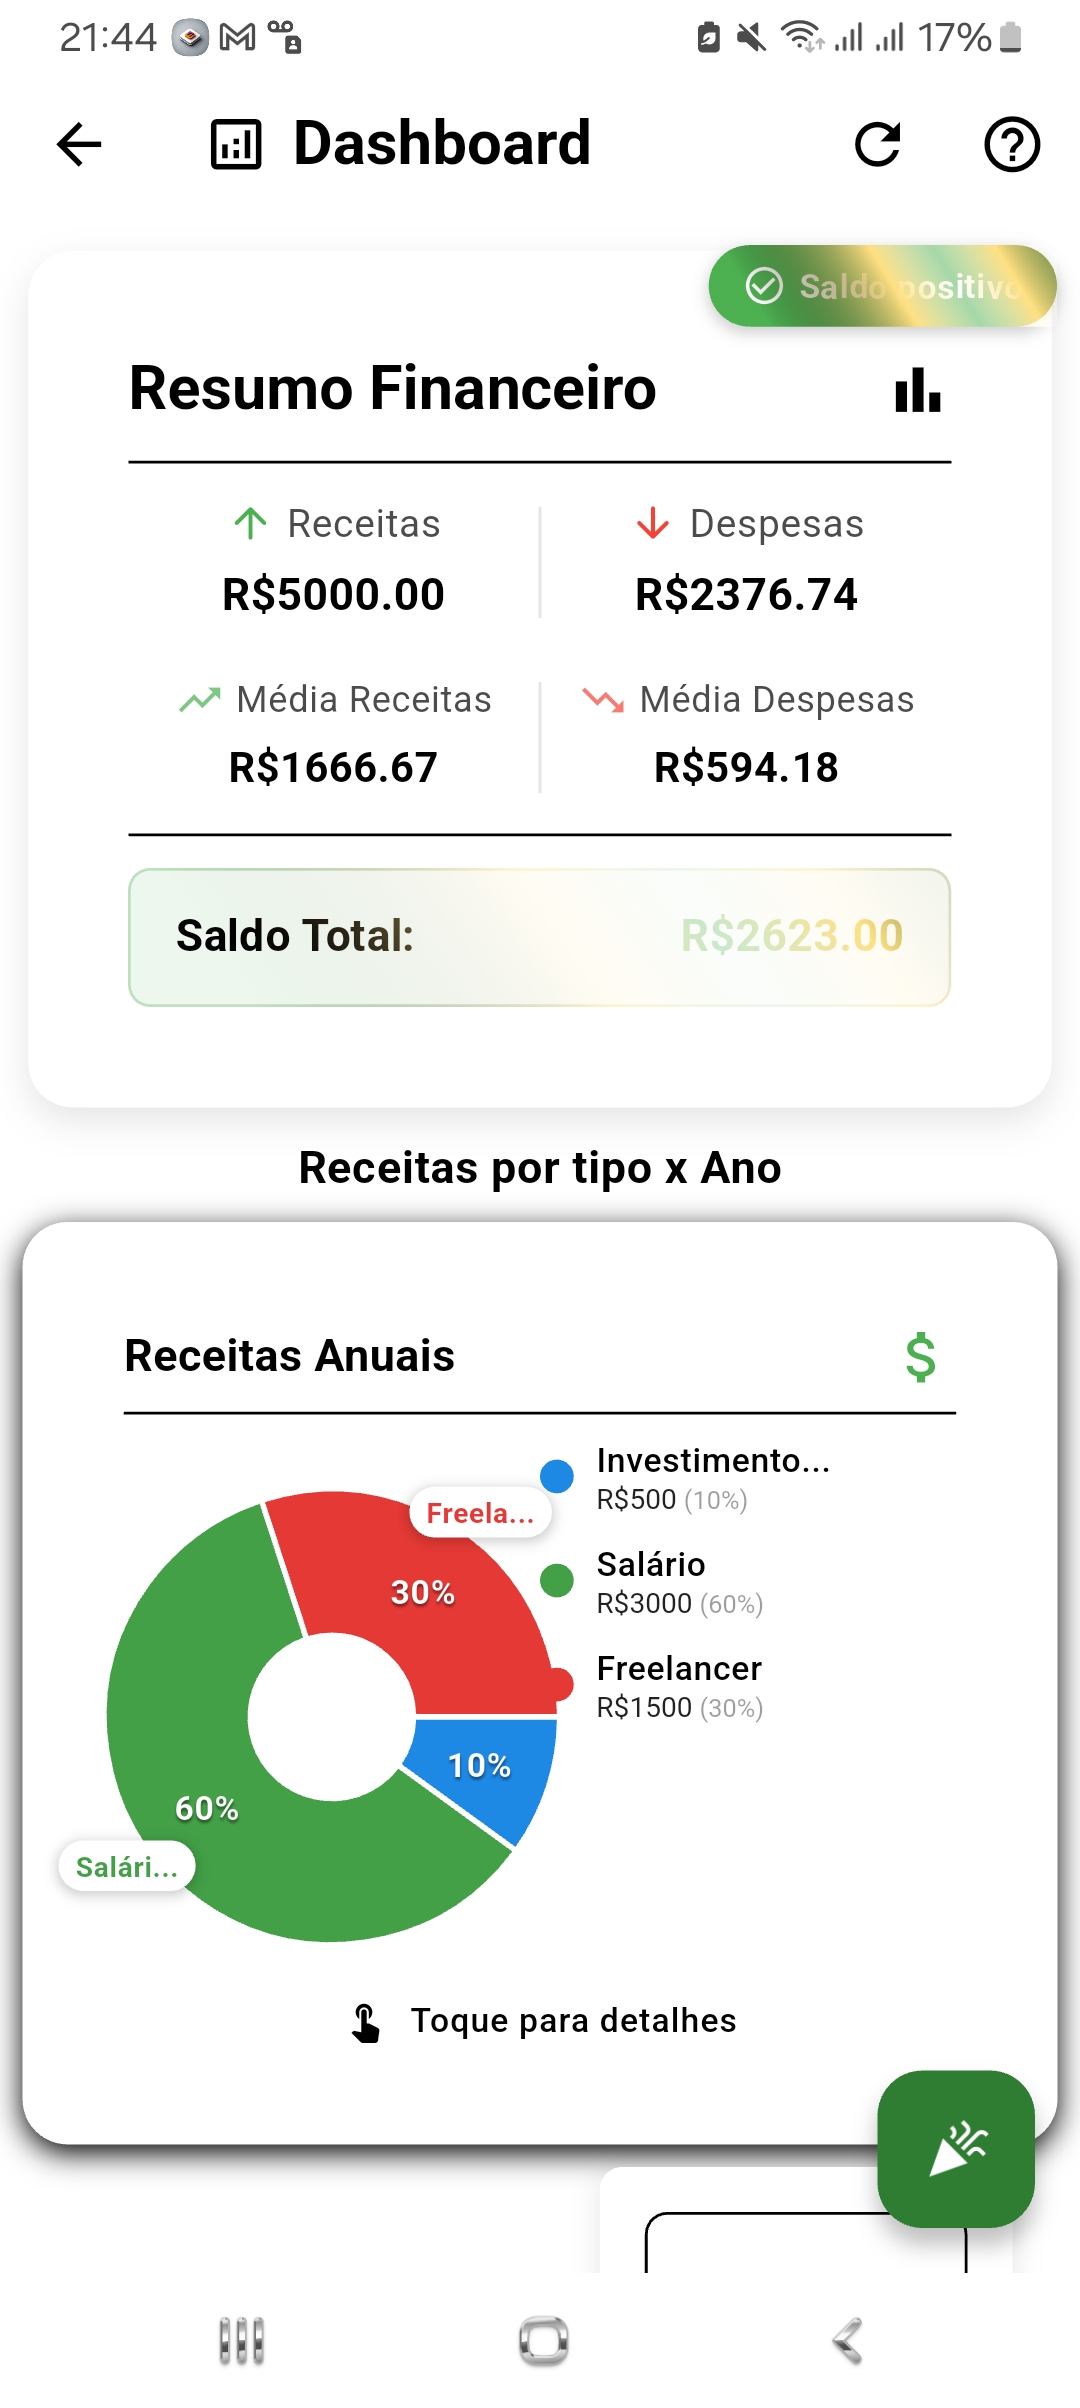 21:44
17%
Dashboard
Saldo positivo
Resumo Financeiro
Receitas
Despesas
R$5000.00
R$2376.74
Média Receitas
Média Despesas
R$1666.67
R$594.18
Saldo Total:
R$2623.00
Receitas por tipo x Ano
Receitas Anuais
$
Investimento...
R$500 (10%)
Freela...
Salário
R$3000 (60%)
30%
Freelancer
R$1500 (30%)
10%
60%
Salári...
Toque para detalhes